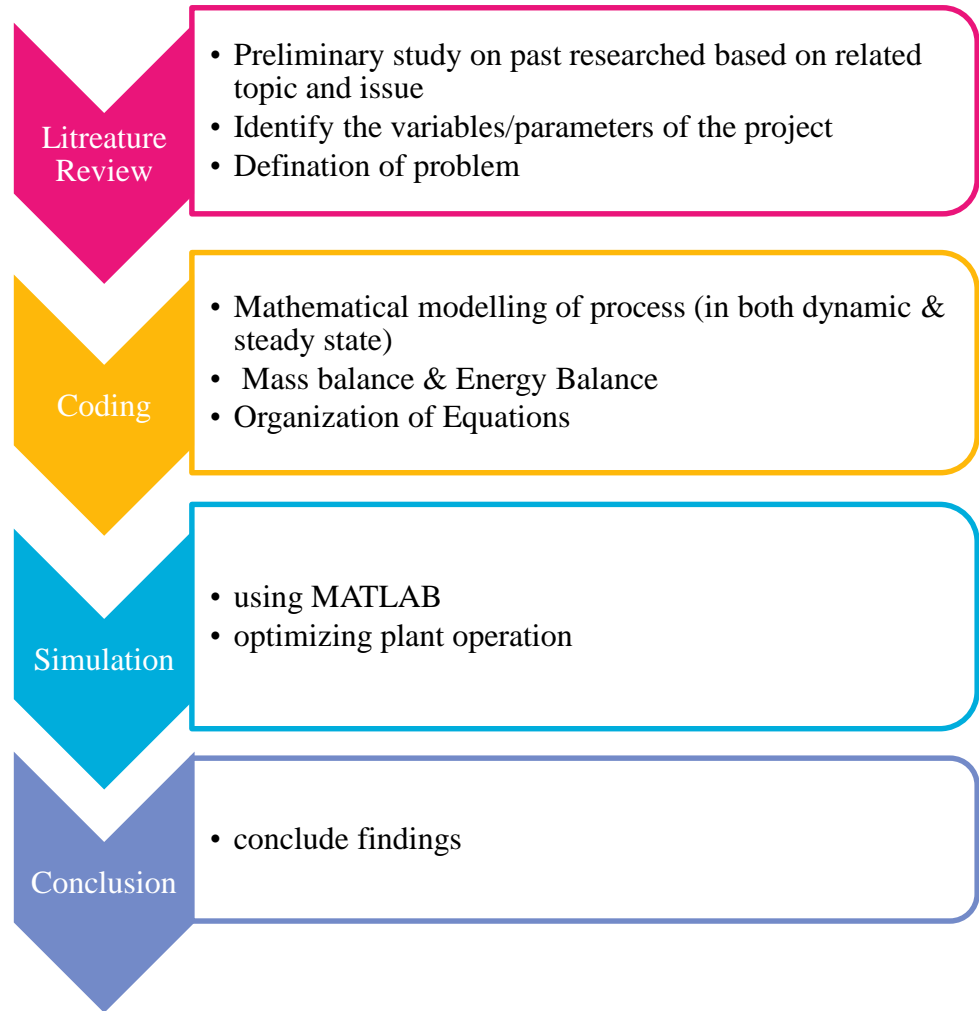 Litreature
Review
• Preliminary study on past researched based on related
topic and issue
• Identify the variables/parameters of the project
• Defination of problem
Coding
• Mathematical modelling of process (in both dynamic &
steady state)
• Mass balance & Energy Balance
• Organization of Equations
Simulation
• using MATLAB
• optimizing plant operation
Conclusion
• conclude findings